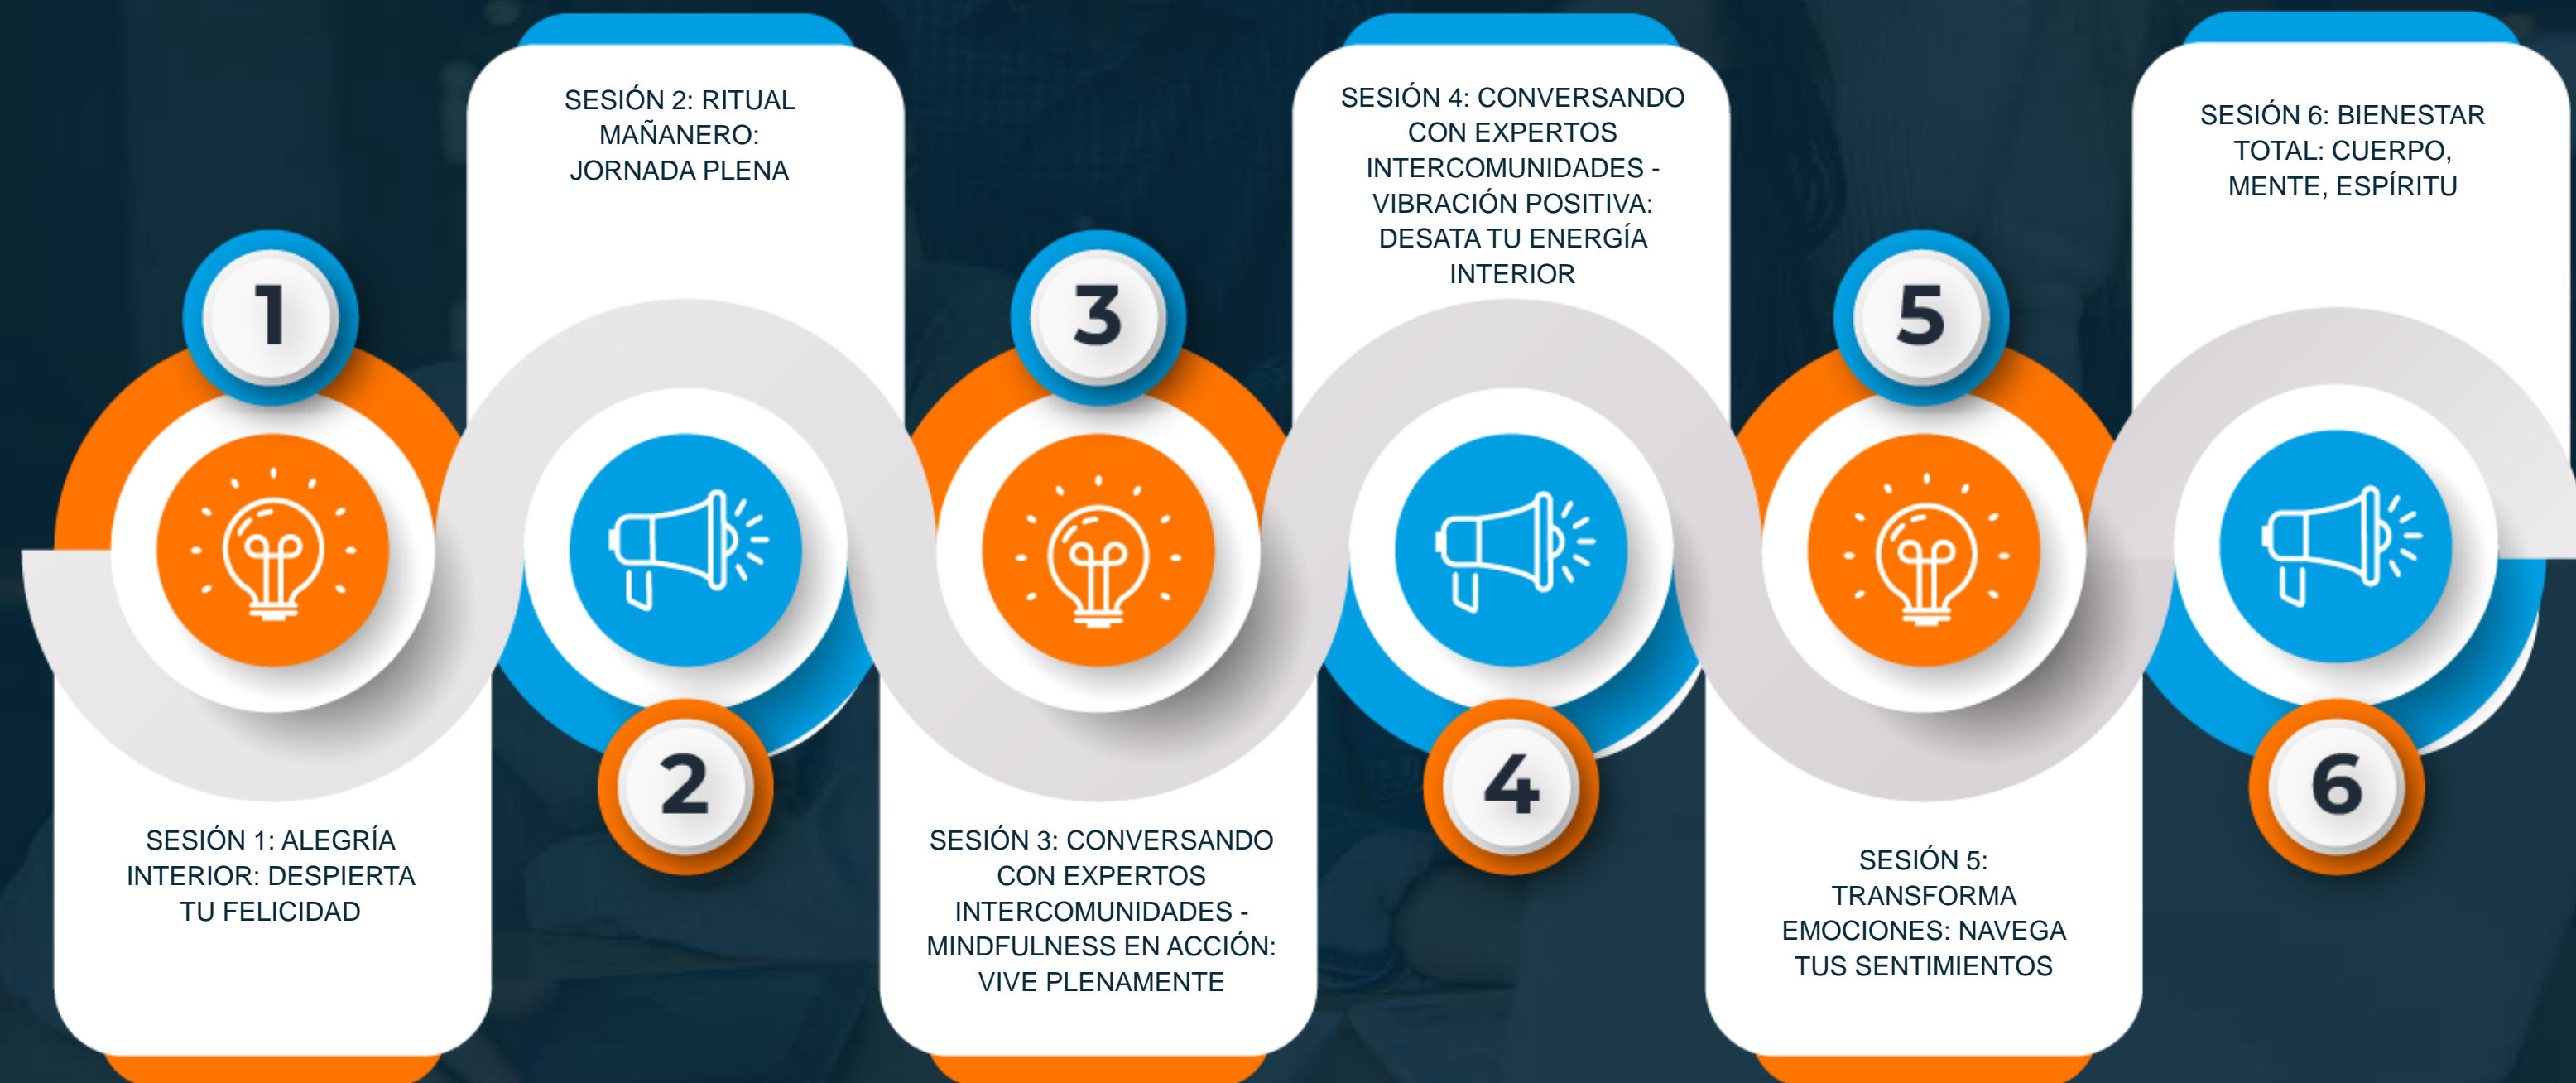 1
SESIÓN 1: ALEGRÍA
INTERIOR: DESPIERTA
TU FELICIDAD
SESIÓN 2: RITUAL
MAÑANERO:
JORNADA PLENA
2
3
SESIÓN 3: CONVERSANDO
CON EXPERTOS
INTERCOMUNIDADES -
MINDFULNESS EN ACCIÓN:
VIVE PLENAMENTE
SESIÓN 4: CONVERSANDO
CON EXPERTOS
INTERCOMUNIDADES -
VIBRACIÓN POSITIVA:
DESATA TU ENERGÍA
INTERIOR
4
5
SESIÓN 5:
TRANSFORMA
EMOCIONES: NAVEGA
TUS SENTIMIENTOS
SESIÓN 6: BIENESTAR
TOTAL: CUERPO,
MENTE, ESPÍRITU
6